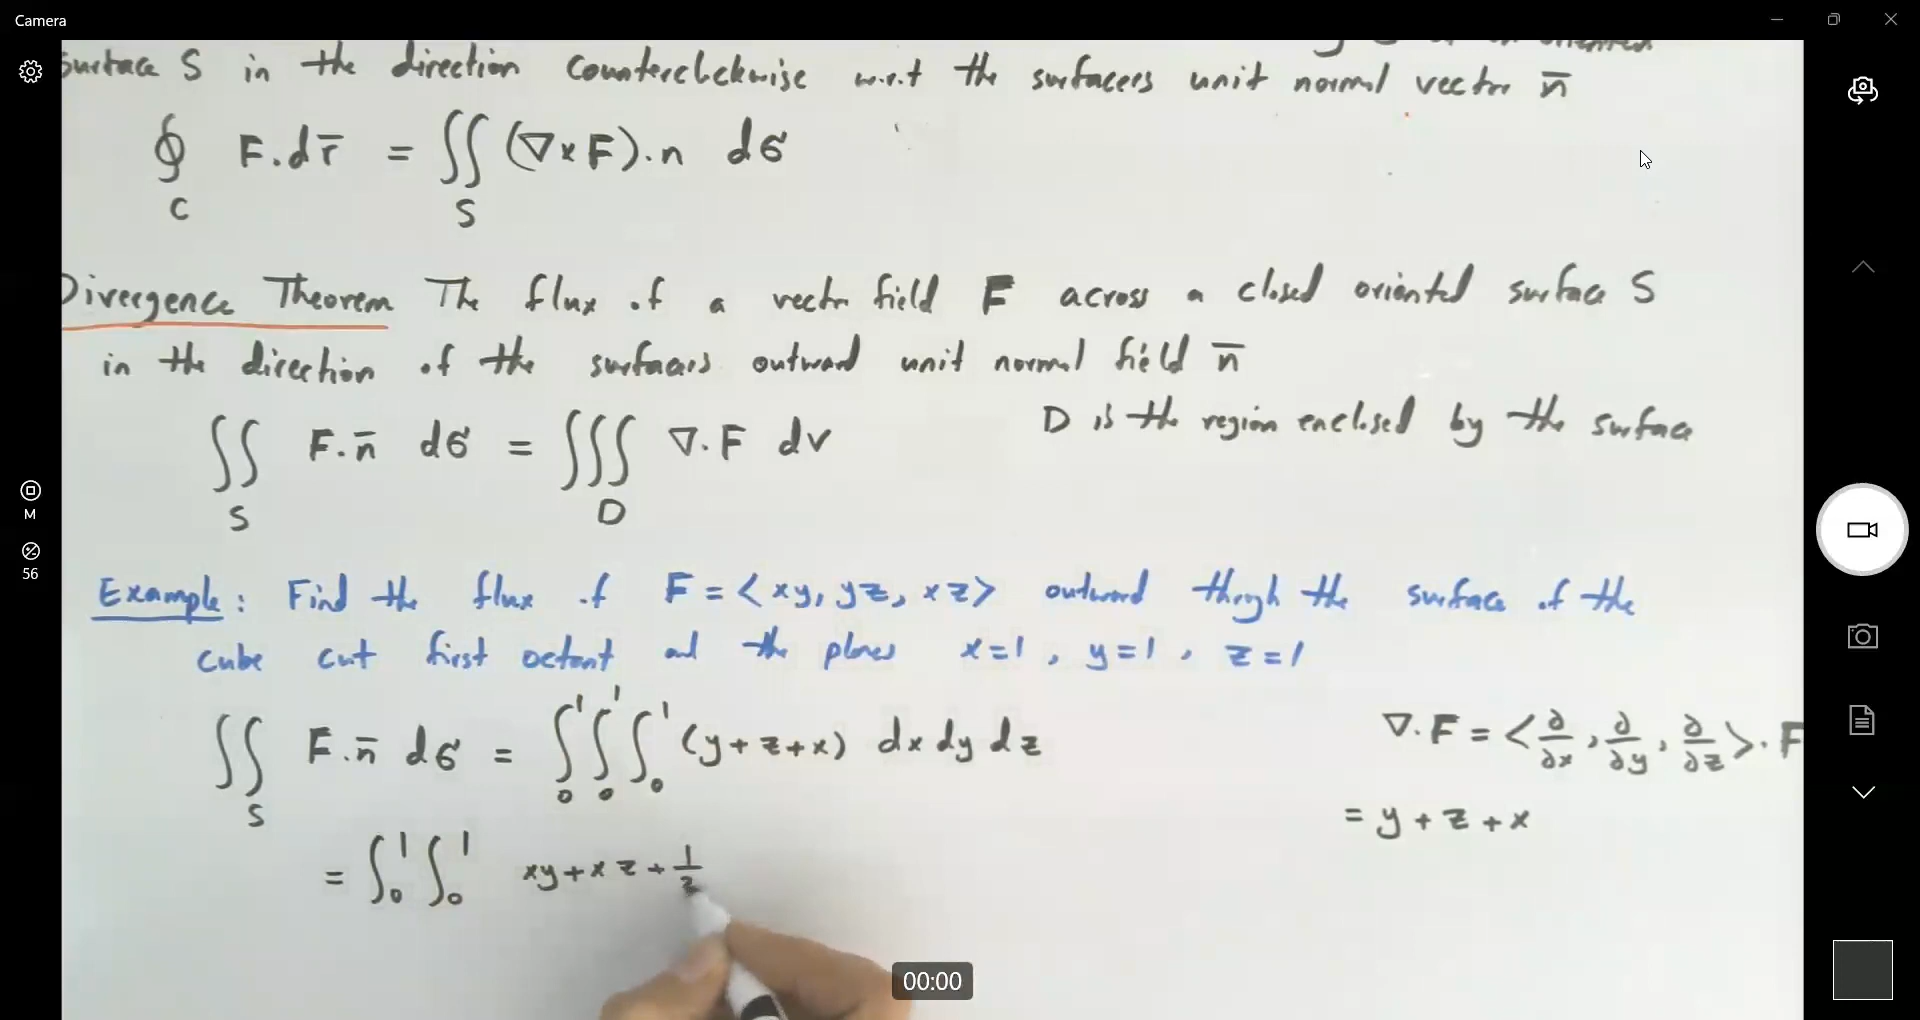 Camera
surface S in the direction counterclckwise w.r.t the surfacers unit normal vector n̅
∮ F.dr̅ = ∬ (∇×F).n dσ
C S
Divergence Theorem The flux of a vector field F across a closed oriented surface S
in the direction of the surfaces outward unit normal field n̅
∬ F.n̅ dσ = ∭ ∇.F dv D is the region enclosed by the surface
S D
Example: Find the flux of F = <xy, yz, xz> outward through the surface of the
cube cut first octant and the planes x=1, y=1, z=1
∬ F.n̅ dσ = ∫₀¹ ∫₀¹ ∫₀¹ (y+z+x) dx dy dz ∇.F = <∂/∂x, ∂/∂y, ∂/∂z>.F
S
= y+z+x
= ∫₀¹ ∫₀¹ xy+xz+1/2
M
56
00:00